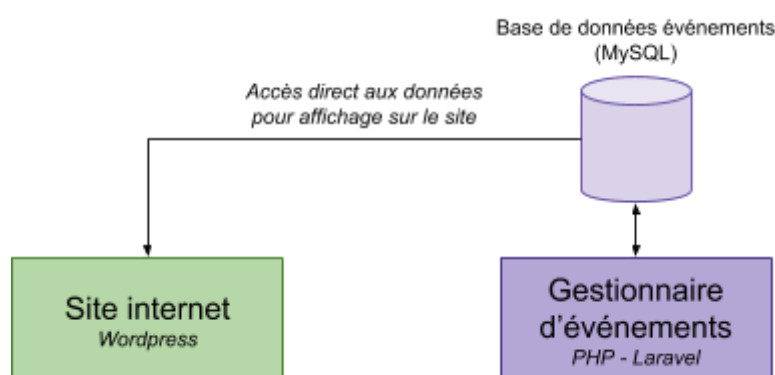 Base de données événements
(MySQL)
Accès direct aux données
pour affichage sur le site
Site internet
Wordpress
Gestionnaire
d’événements
PHP - Laravel